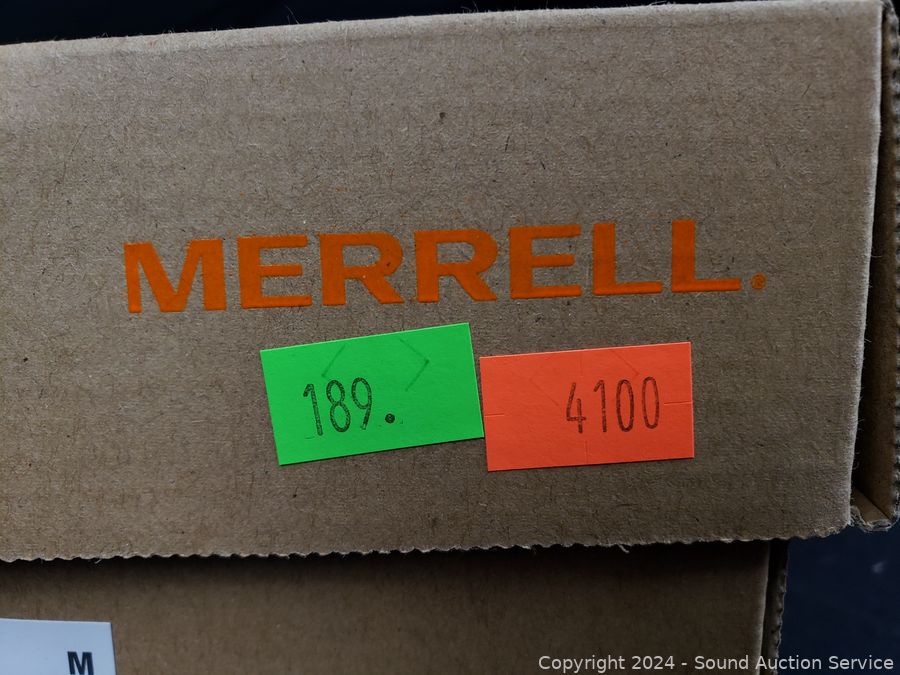 MERRELL.®
189.
4100
M
Copyright 2024 - Sound Auction Service